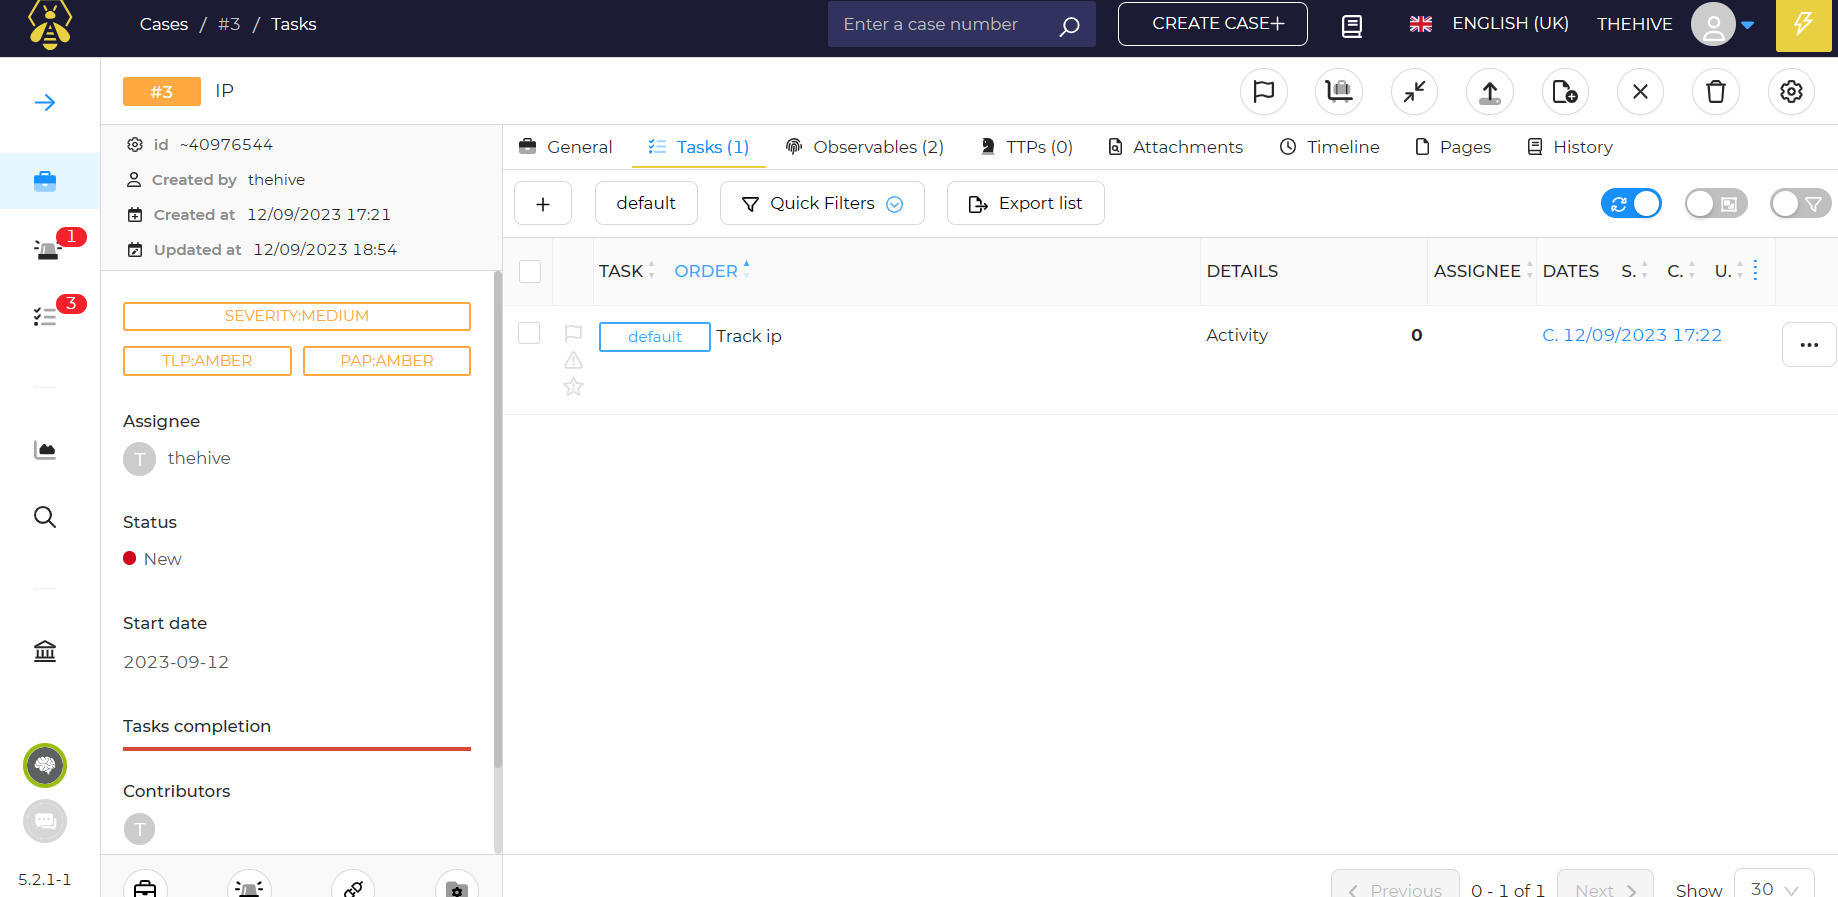 Cases / #3 / Tasks
Enter a case number
CREATE CASE+
ENGLISH (UK)
THEHIVE
#3 IP
id ~40976544
Created by thehive
Created at 12/09/2023 17:21
Updated at 12/09/2023 18:54
General
Tasks (1)
Observables (2)
TTPs (0)
Attachments
Timeline
Pages
History
+
default
Quick Filters
Export list
1
3
TASK ORDER DETAILS ASSIGNEE DATES S. C. U.
default Track ip Activity 0 C. 12/09/2023 17:22
...
SEVERITY:MEDIUM
TLP:AMBER PAP:AMBER
Assignee
T thehive
Status
New
Start date
2023-09-12
Tasks completion
Contributors
T
5.2.1-1
Previous 0 - 1 of 1 Next Show 30